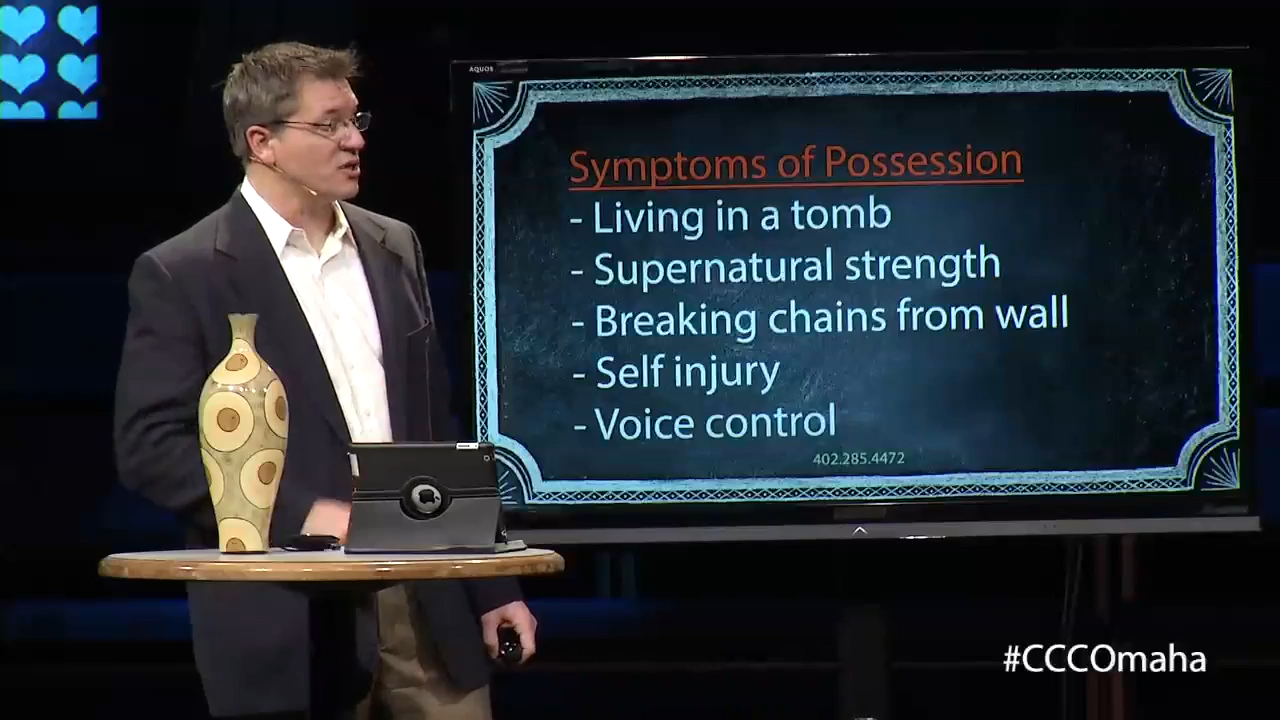 AQUOS
Symptoms of Possession
- Living in a tomb
- Supernatural strength
- Breaking chains from wall
- Self injury
- Voice control
402.285.4472
#CCCOmaha